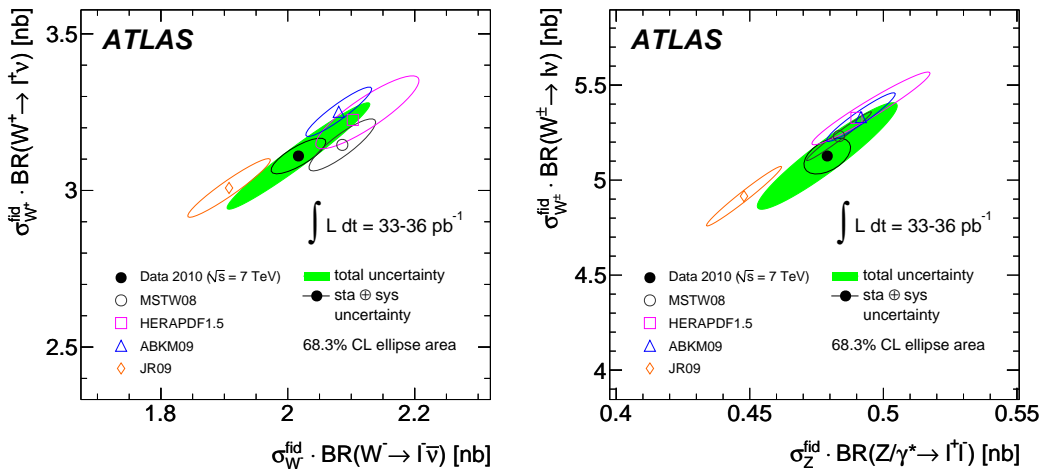 ATLAS
3.5
3
2.5
σ^fid_W+ · BR(W⁺→ l⁺ν) [nb]
∫ L dt = 33-36 pb⁻¹
Data 2010 (√s = 7 TeV)
MSTW08
HERAPDF1.5
ABKM09
JR09
total uncertainty
sta ⊕ sys
uncertainty
68.3% CL ellipse area
1.8 2 2.2
σ^fid_W- · BR(W⁻→ l⁻ν̅) [nb]
ATLAS
5.5
5
4.5
4
σ^fid_W± · BR(W^±→ lν) [nb]
∫ L dt = 33-36 pb⁻¹
Data 2010 (√s = 7 TeV)
MSTW08
HERAPDF1.5
ABKM09
JR09
total uncertainty
sta ⊕ sys
uncertainty
68.3% CL ellipse area
0.4 0.45 0.5 0.55
σ^fid_Z · BR(Z/γ*→ l⁺l⁻) [nb]